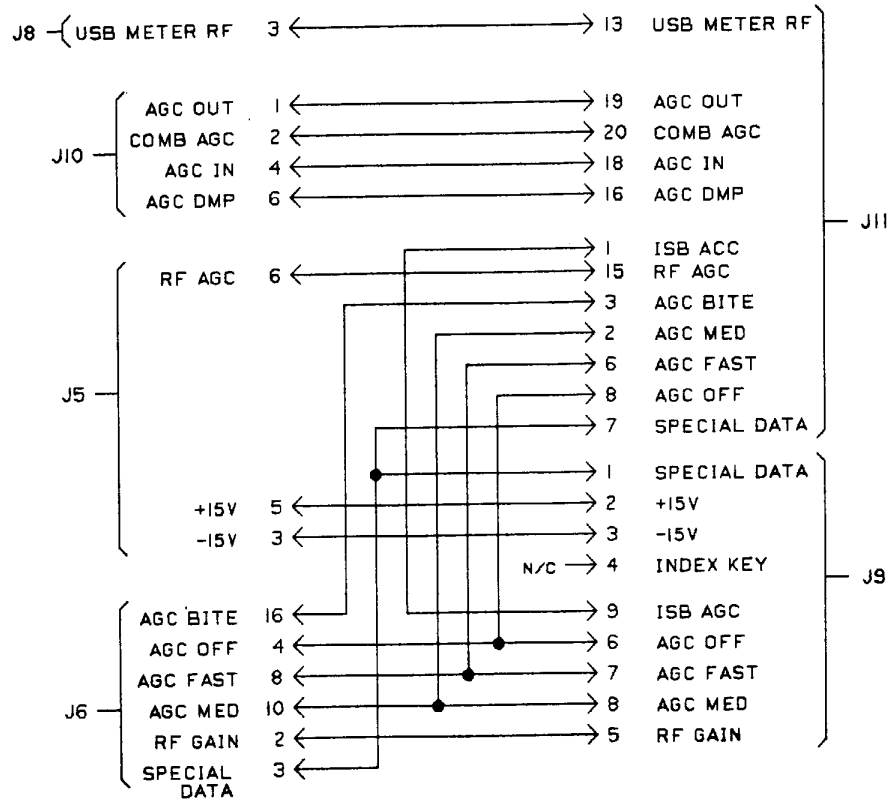 J8 USB METER RF 3 13 USB METER RF
AGC OUT 1 19 AGC OUT
COMB AGC 2 20 COMB AGC
J10
AGC IN 4 18 AGC IN
AGC DMP 6 16 AGC DMP
J11
1 ISB ACC
RF AGC 6 15 RF AGC
3 AGC BITE
2 AGC MED
6 AGC FAST
J5
8 AGC OFF
7 SPECIAL DATA
1 SPECIAL DATA
+15V 5 2 +15V
-15V 3 3 -15V
N/C 4 INDEX KEY
J9
AGC BITE 16 9 ISB AGC
AGC OFF 4 6 AGC OFF
AGC FAST 8 7 AGC FAST
J6
AGC MED 10 8 AGC MED
RF GAIN 2 5 RF GAIN
SPECIAL 3
DATA